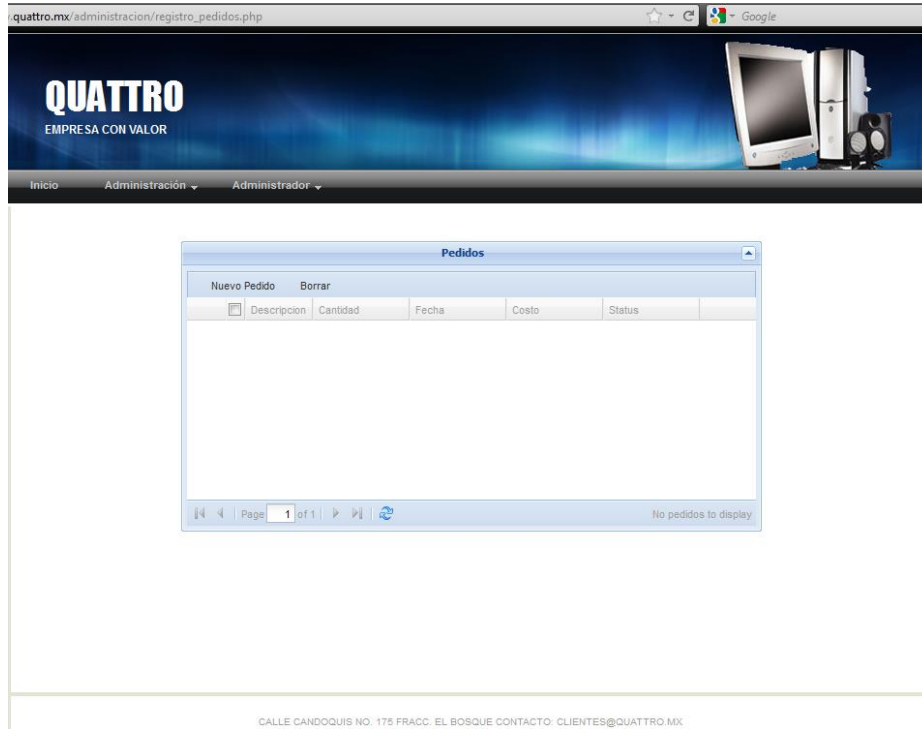 .quattro.mx/administracion/registro_pedidos.php
Google
QUATTRO
EMPRESA CON VALOR
Inicio Administración Administrador
Pedidos
Nuevo Pedido Borrar
Descripcion Cantidad Fecha Costo Status
Page 1 of 1 No pedidos to display
CALLE CANDOQUIS NO. 175 FRACC. EL BOSQUE CONTACTO: CLIENTES@QUATTRO.MX